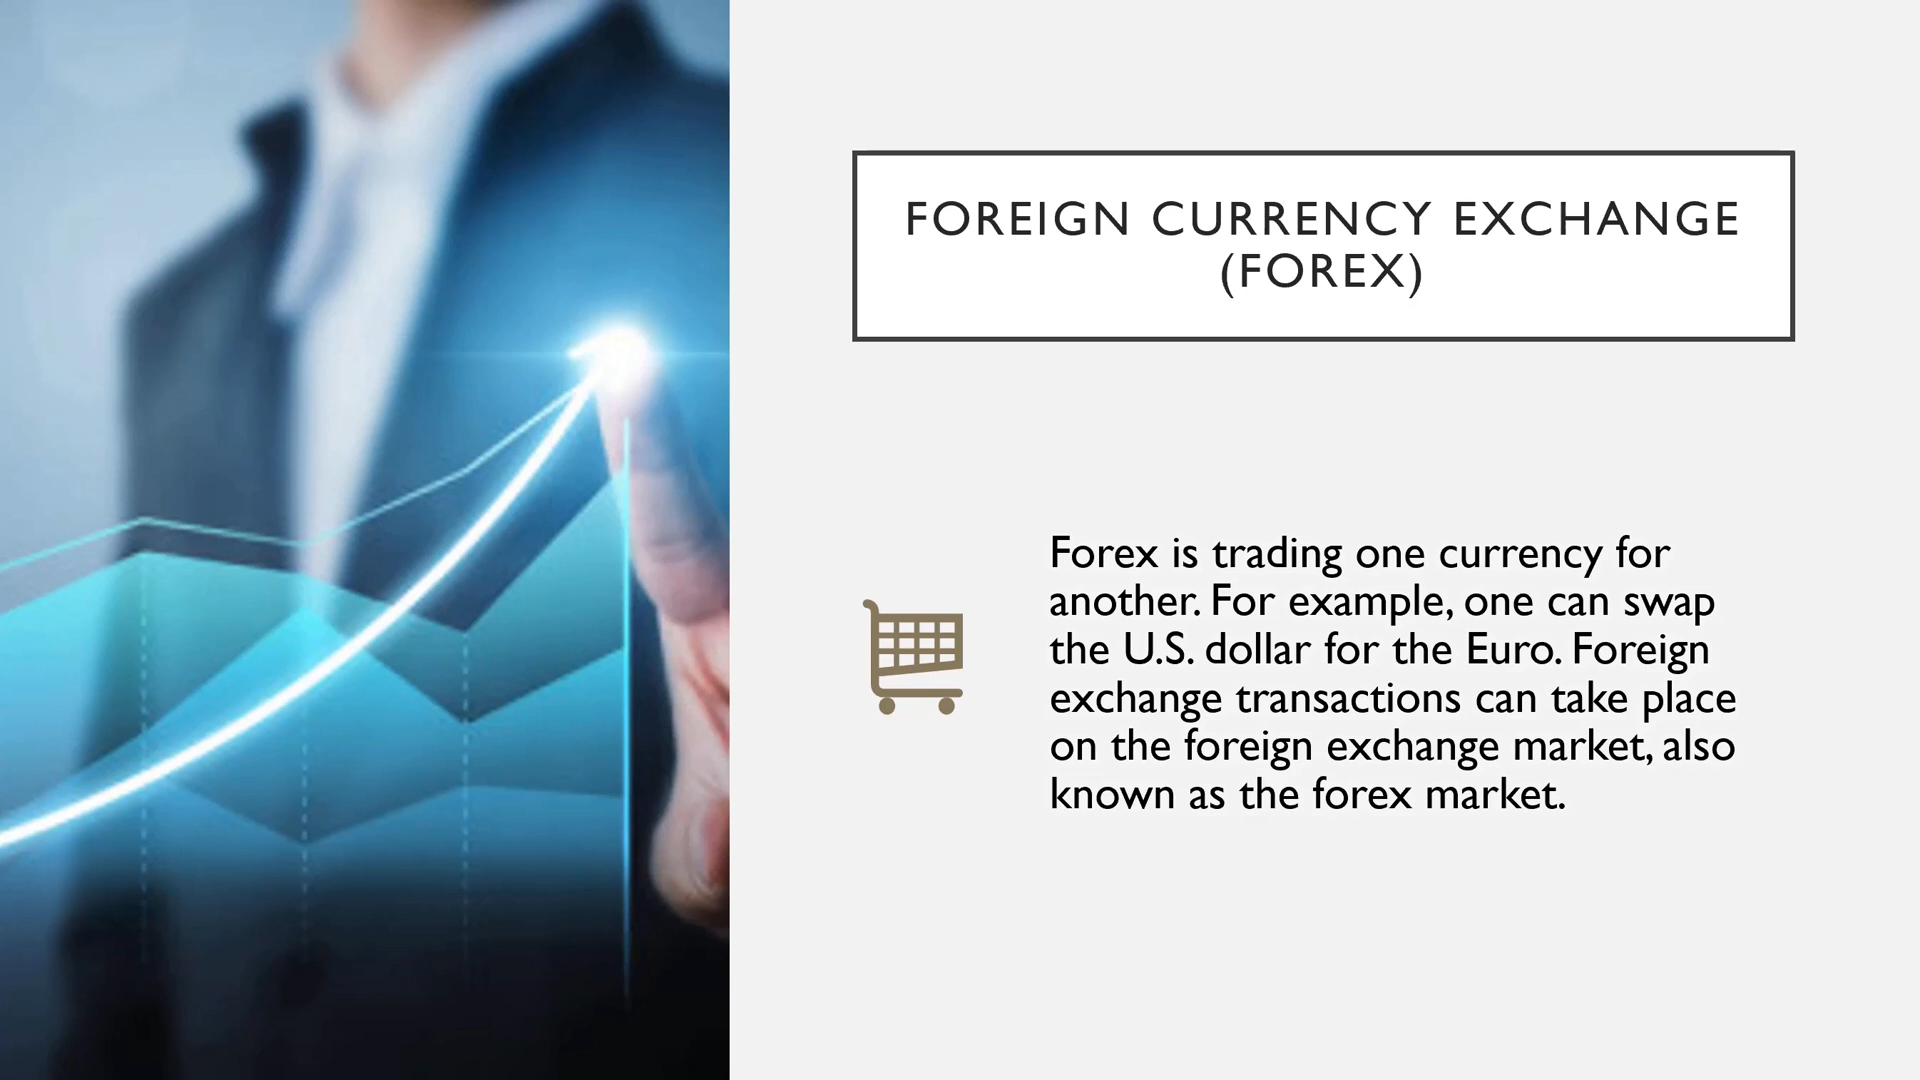 FOREIGN CURRENCY EXCHANGE
(FOREX)
Forex is trading one currency for
another. For example, one can swap
the U.S. dollar for the Euro. Foreign
exchange transactions can take place
on the foreign exchange market, also
known as the forex market.